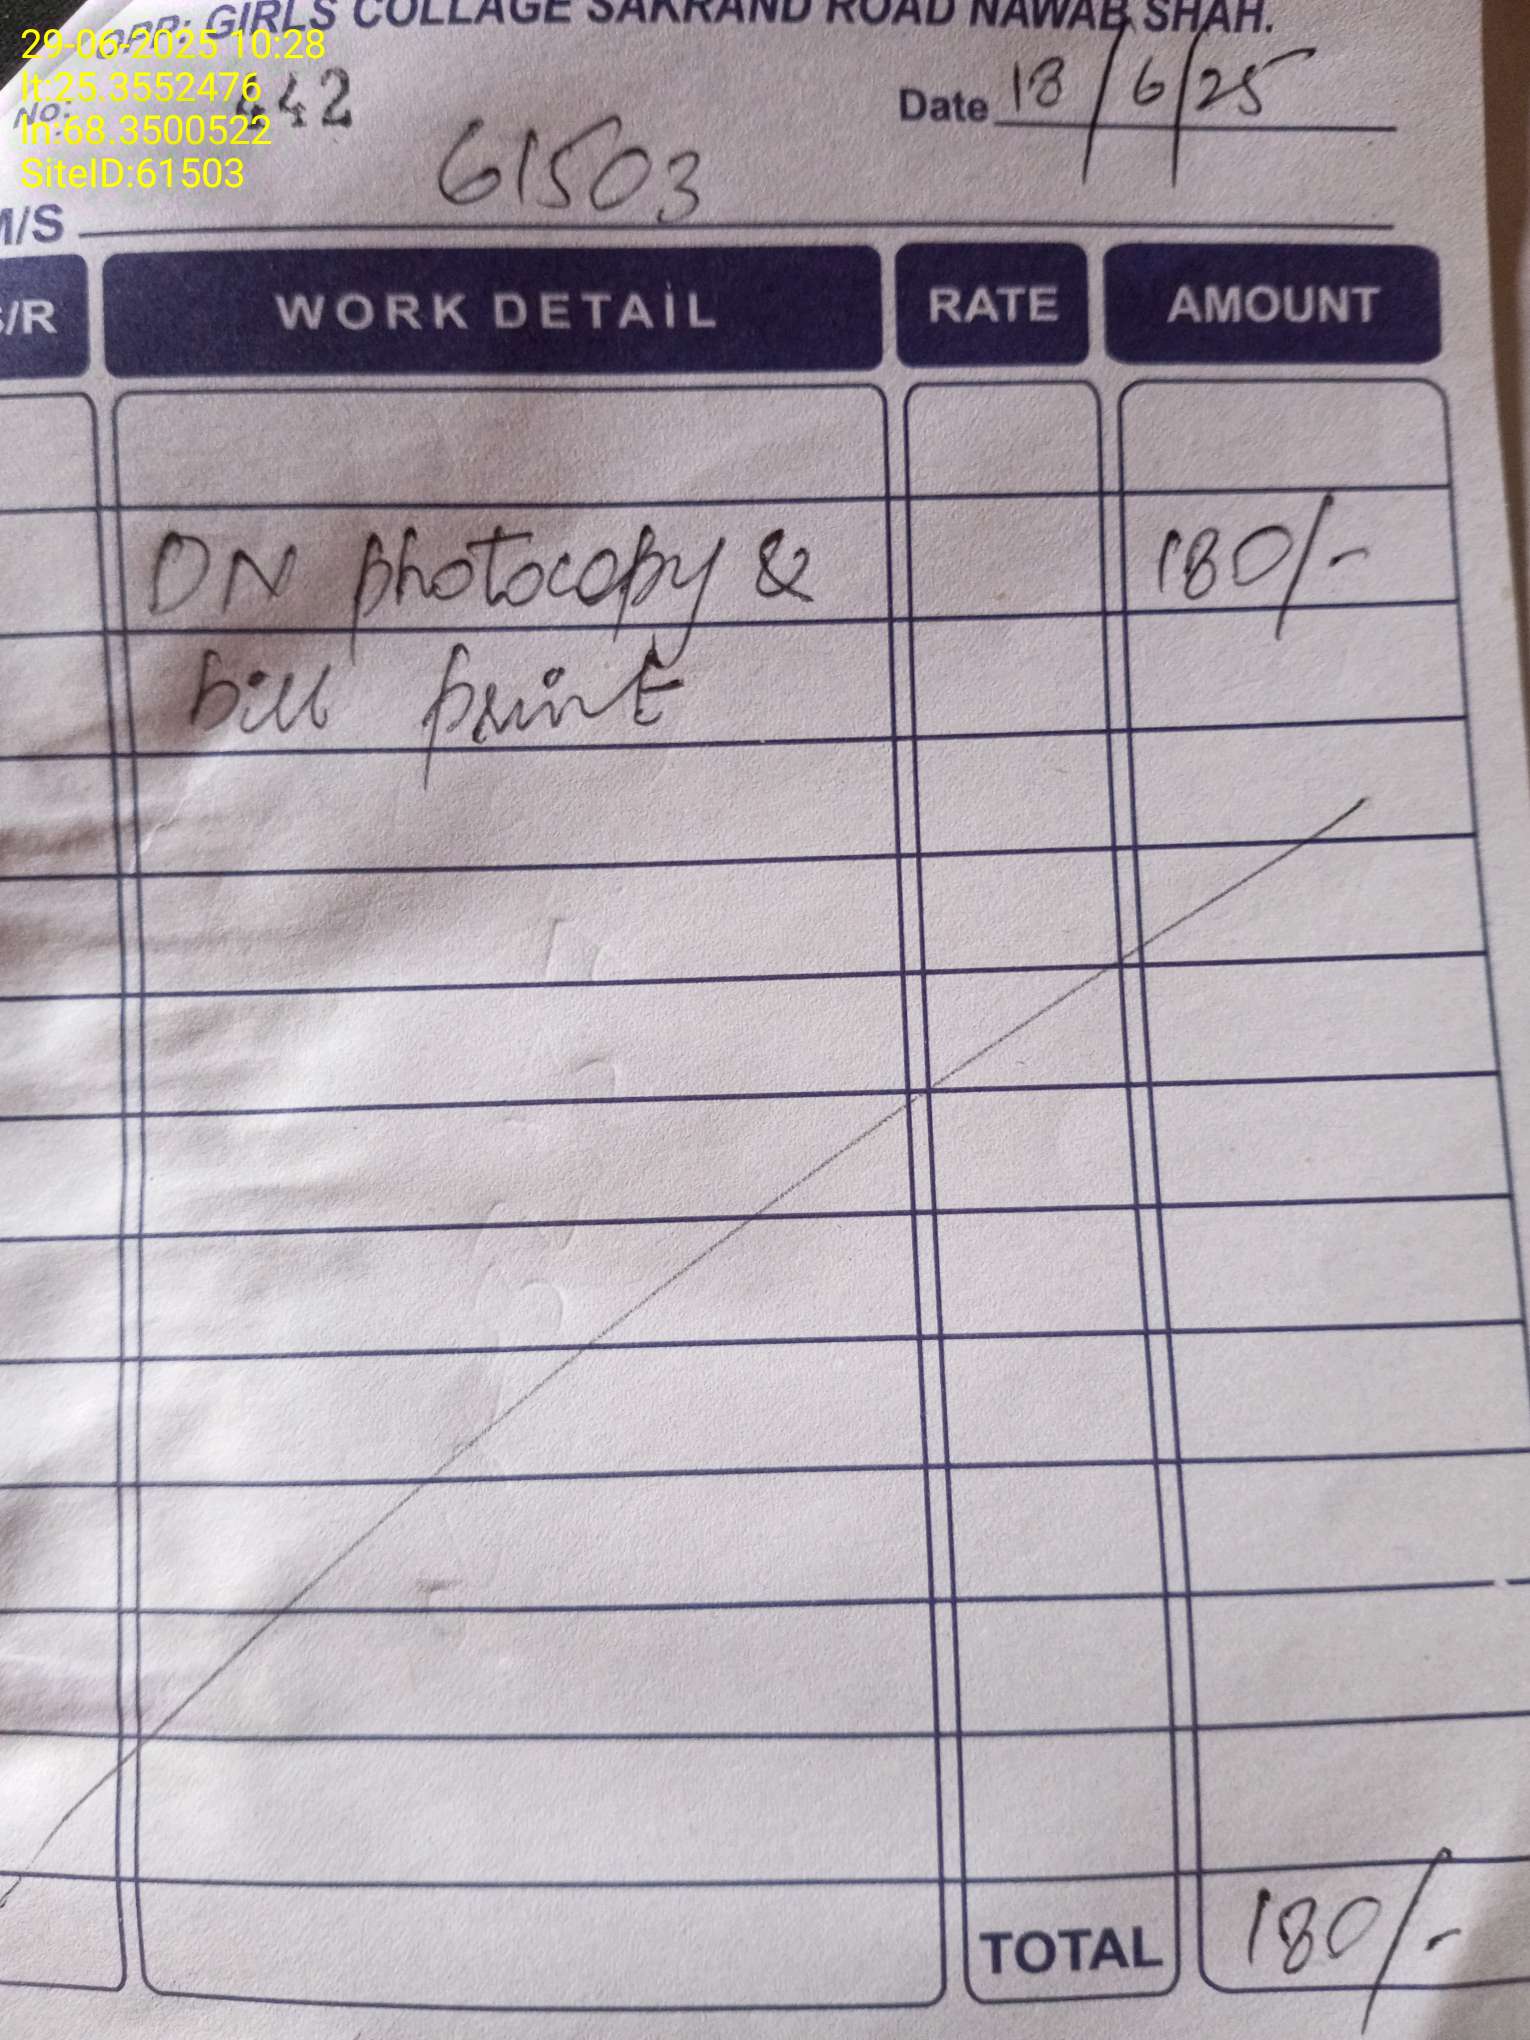 OPP: GIRLS COLLAGE SAKRAND ROAD NAWAB SHAH.
29-06-2025 10:28
lt:25.3552476
ln:68.3500522
SiteID:61503
No: 442
Date 18/6/25
61503
M/S
S/R WORK DETAIL RATE AMOUNT
DN photocopy & 180/-
bill print
TOTAL 180/-